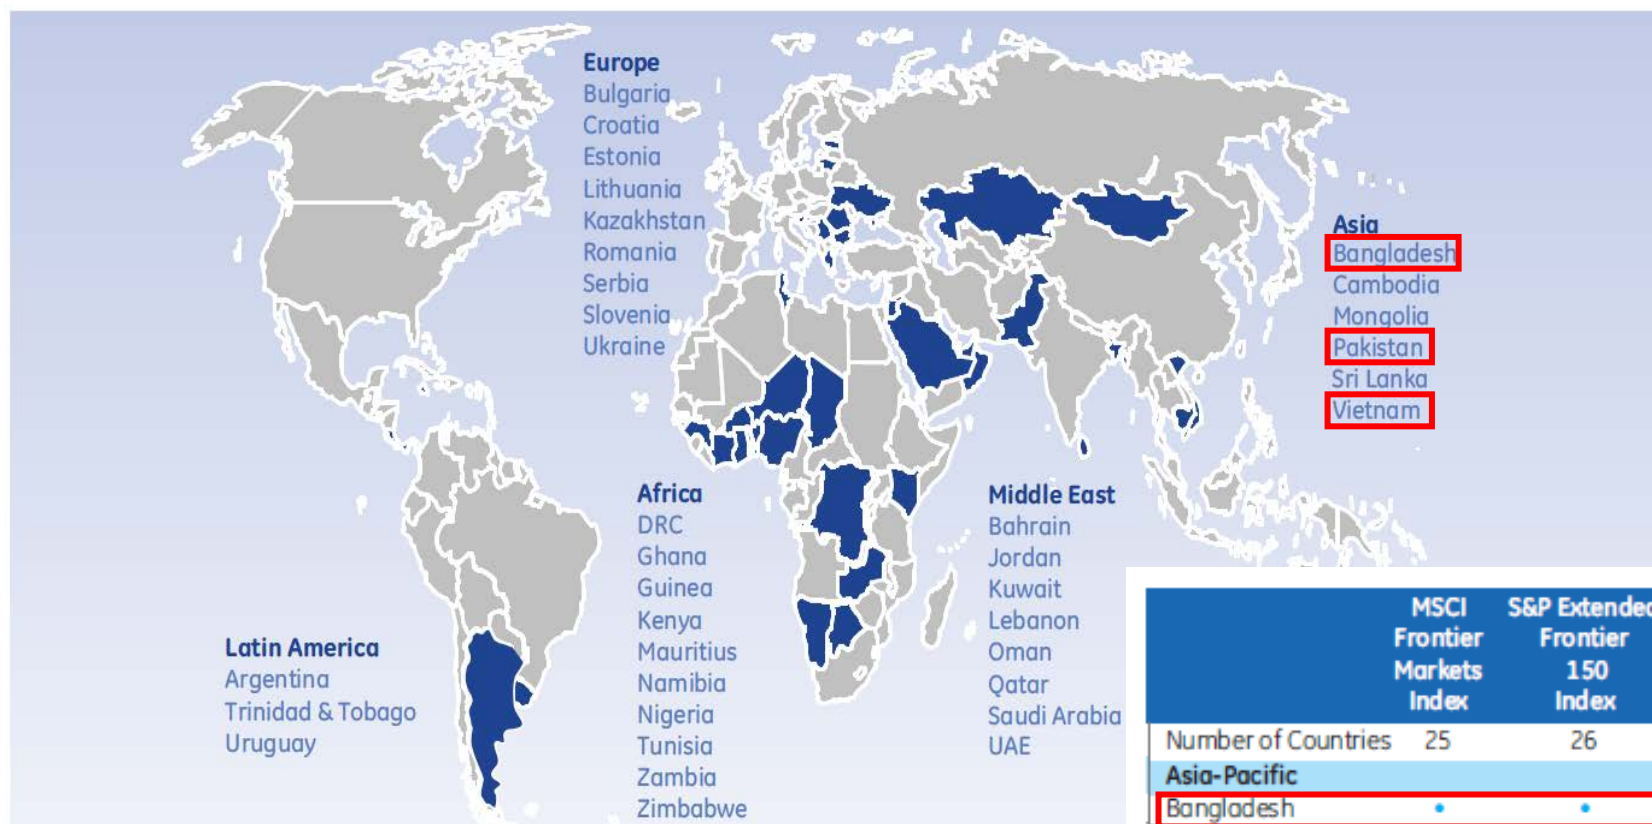 Europe
Bulgaria
Croatia
Estonia
Lithuania
Kazakhstan
Romania
Serbia
Slovenia
Ukraine
Asia
Bangladesh
Cambodia
Mongolia
Pakistan
Sri Lanka
Vietnam
Africa
DRC
Ghana
Guinea
Kenya
Mauritius
Namibia
Nigeria
Tunisia
Zambia
Zimbabwe
Middle East
Bahrain
Jordan
Kuwait
Lebanon
Oman
Qatar
Saudi Arabia
UAE
Latin America
Argentina
Trinidad & Tobago
Uruguay
MSCI Frontier Markets Index
S&P Extended Frontier 150 Index
Number of Countries 25 26
Asia-Pacific
Bangladesh • •